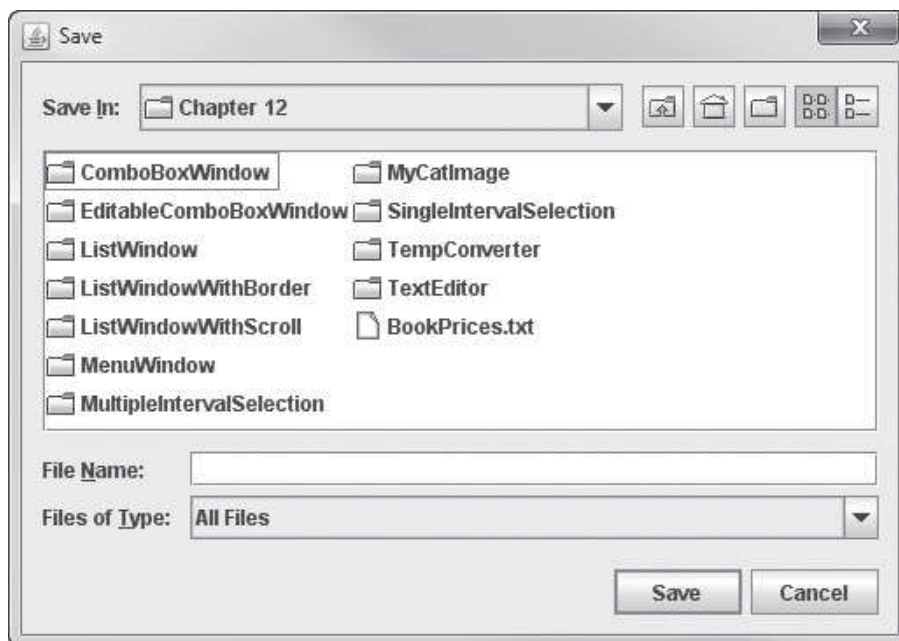 Save
Save In: Chapter 12
ComboBoxWindow MyCatImage
EditableComboBoxWindow SingleIntervalSelection
ListWindow TempConverter
ListWindowWithBorder TextEditor
ListWindowWithScroll BookPrices.txt
MenuWindow
MultipleIntervalSelection
File Name:
Files of Type: All Files
Save Cancel